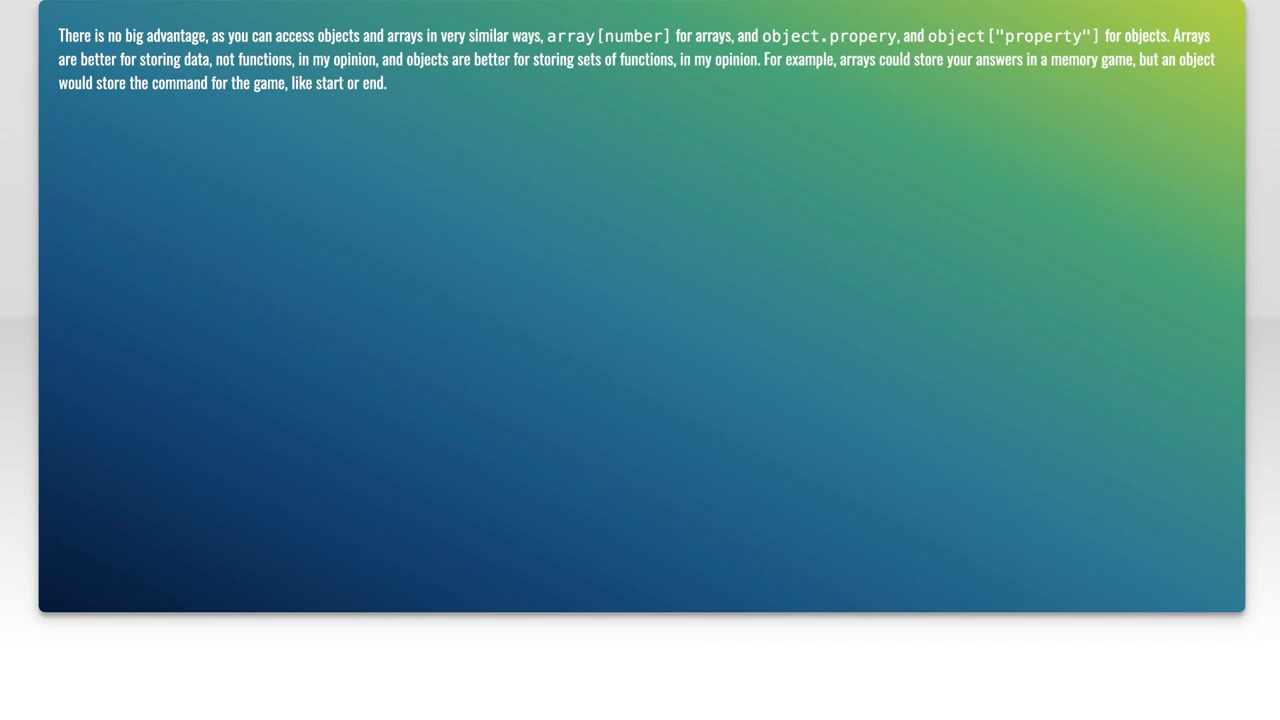 There is no big advantage, as you can access objects and arrays in very similar ways, array[number] for arrays, and object.propery, and object["property"] for objects. Arrays
are better for storing data, not functions, in my opinion, and objects are better for storing sets of functions, in my opinion. For example, arrays could store your answers in a memory game, but an object
would store the command for the game, like start or end.